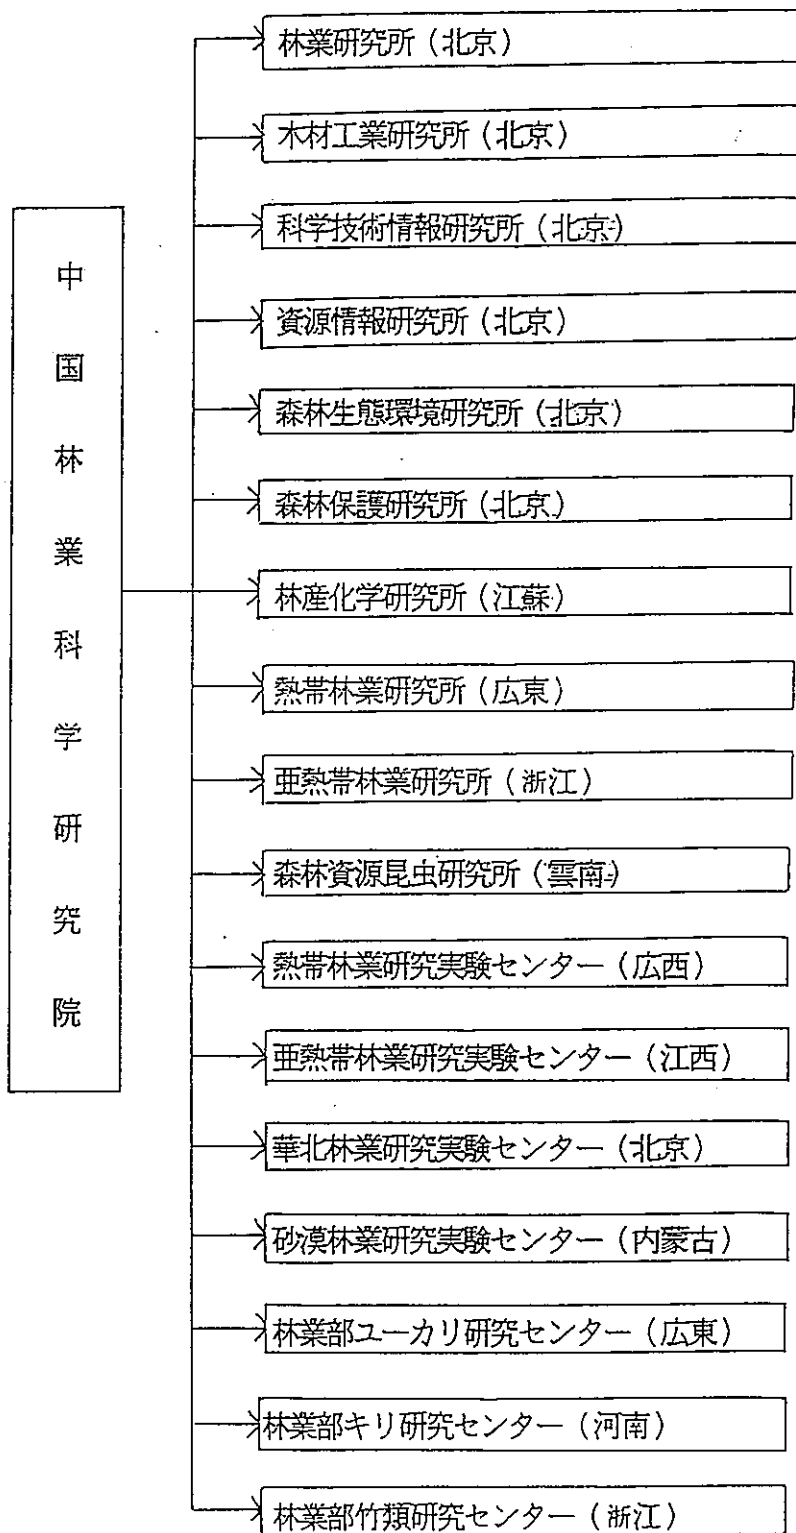 中国林業科学研究院
林業研究所（北京）
木材工業研究所（北京）
科学技術情報研究所（北京）
資源情報研究所（北京）
森林生態環境研究所（北京）
森林保護研究所（北京）
林産化学研究所（江蘇）
熱帯林業研究所（広東）
亜熱帯林業研究所（浙江）
森林資源昆虫研究所（雲南）
熱帯林業研究実験センター（広西）
亜熱帯林業研究実験センター（江西）
華北林業研究実験センター（北京）
砂漠林業研究実験センター（内蒙古）
林業部ユーカリ研究センター（広東）
林業部キリ研究センター（河南）
林業部竹類研究センター（浙江）